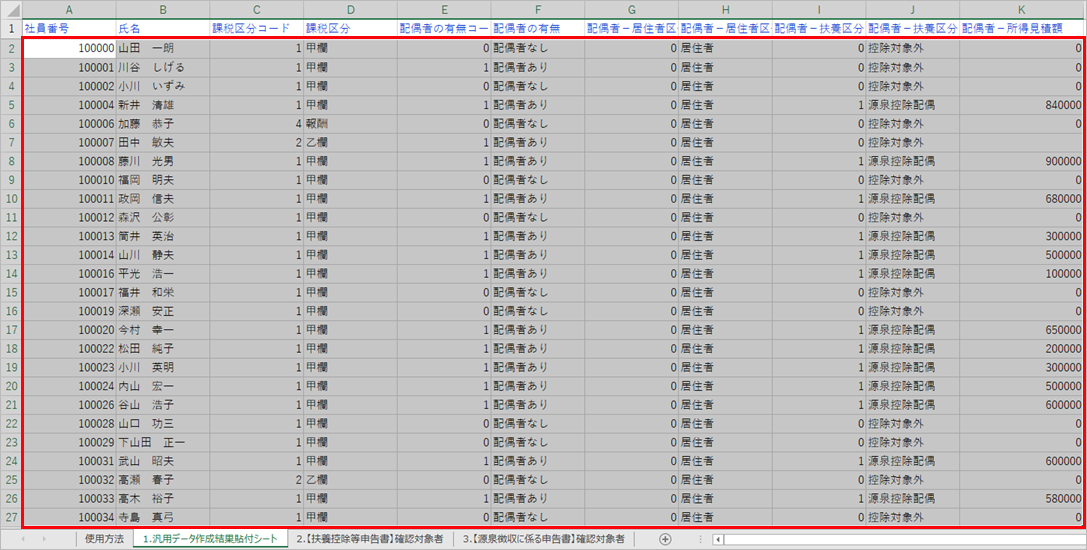 A B C D E F G H I J K
1 社員番号 氏名 課税区分コード 課税区分 配偶者の有無コー 配偶者の有無 配偶者－居住者区 配偶者－居住者区 配偶者－扶養区分 配偶者－扶養区分 配偶者－所得見積額
2 100000 山田　一朗 1 甲欄 0 配偶者なし 0 居住者 0 控除対象外 0
3 100001 川谷　しげる 1 甲欄 1 配偶者あり 0 居住者 0 控除対象外 0
4 100002 小川　いずみ 1 甲欄 0 配偶者なし 0 居住者 0 控除対象外 0
5 100004 新井　清雄 1 甲欄 1 配偶者あり 0 居住者 1 源泉控除配偶 840000
6 100006 加藤　恭子 4 報酬 0 配偶者なし 0 居住者 0 控除対象外 0
7 100007 田中　敏夫 2 乙欄 1 配偶者あり 0 居住者 0 控除対象外 0
8 100008 藤川　光男 1 甲欄 1 配偶者あり 0 居住者 1 源泉控除配偶 900000
9 100010 福岡　明夫 1 甲欄 0 配偶者なし 0 居住者 0 控除対象外 0
10 100011 政岡　信夫 1 甲欄 1 配偶者あり 0 居住者 1 源泉控除配偶 680000
11 100012 森沢　公彰 1 甲欄 0 配偶者なし 0 居住者 0 控除対象外 0
12 100013 筒井　英治 1 甲欄 1 配偶者あり 0 居住者 1 源泉控除配偶 300000
13 100014 山川　静夫 1 甲欄 1 配偶者あり 0 居住者 1 源泉控除配偶 500000
14 100016 平光　浩一 1 甲欄 1 配偶者あり 0 居住者 1 源泉控除配偶 100000
15 100017 福井　和栄 1 甲欄 0 配偶者なし 0 居住者 0 控除対象外 0
16 100019 深瀬　安正 1 甲欄 0 配偶者なし 0 居住者 0 控除対象外 0
17 100020 今村　幸一 1 甲欄 1 配偶者あり 0 居住者 1 源泉控除配偶 650000
18 100022 松田　純子 1 甲欄 1 配偶者あり 0 居住者 1 源泉控除配偶 200000
19 100023 小川　英明 1 甲欄 1 配偶者あり 0 居住者 1 源泉控除配偶 300000
20 100024 内山　宏一 1 甲欄 1 配偶者あり 0 居住者 1 源泉控除配偶 500000
21 100026 谷山　浩子 1 甲欄 1 配偶者あり 0 居住者 1 源泉控除配偶 600000
22 100028 山口　功三 1 甲欄 0 配偶者なし 0 居住者 0 控除対象外 0
23 100029 下山田　正一 1 甲欄 0 配偶者なし 0 居住者 0 控除対象外 0
24 100031 武山　昭夫 1 甲欄 1 配偶者あり 0 居住者 1 源泉控除配偶 600000
25 100032 高瀬　春子 2 乙欄 0 配偶者なし 0 居住者 0 控除対象外 0
26 100033 高木　裕子 1 甲欄 1 配偶者あり 0 居住者 1 源泉控除配偶 580000
27 100034 寺島　真弓 1 甲欄 0 配偶者なし 0 居住者 0 控除対象外 0
使用方法 1.汎用データ作成結果貼付シート 2.【扶養控除等申告書】確認対象者 3.【源泉徴収に係る申告書】確認対象者